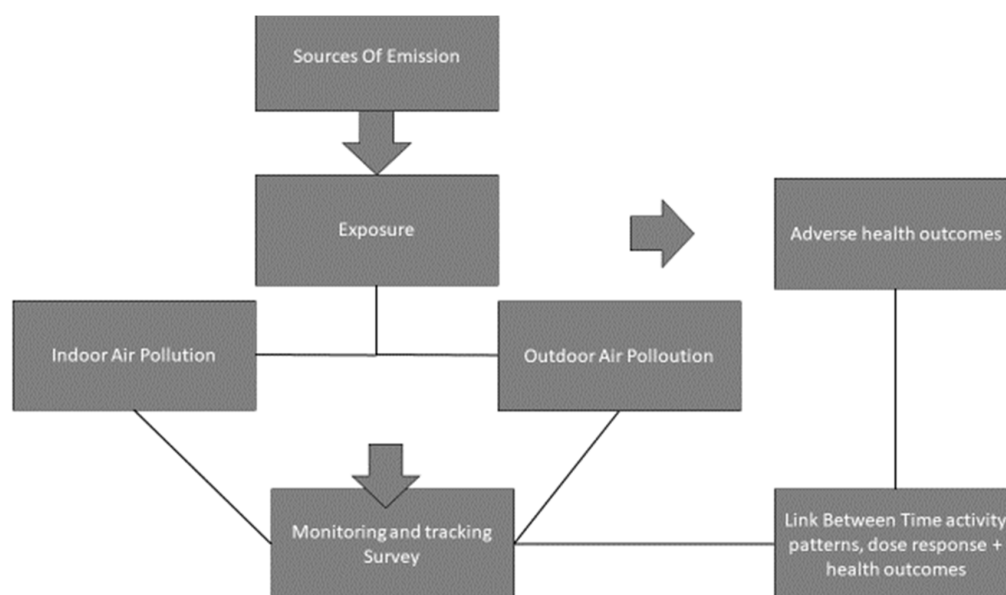 Sources Of Emission
Exposure
Adverse health outcomes
Indoor Air Pollution
Outdoor Air Polloution
Monitoring and tracking
Survey
Link Between Time activity
patterns, dose response +
health outcomes